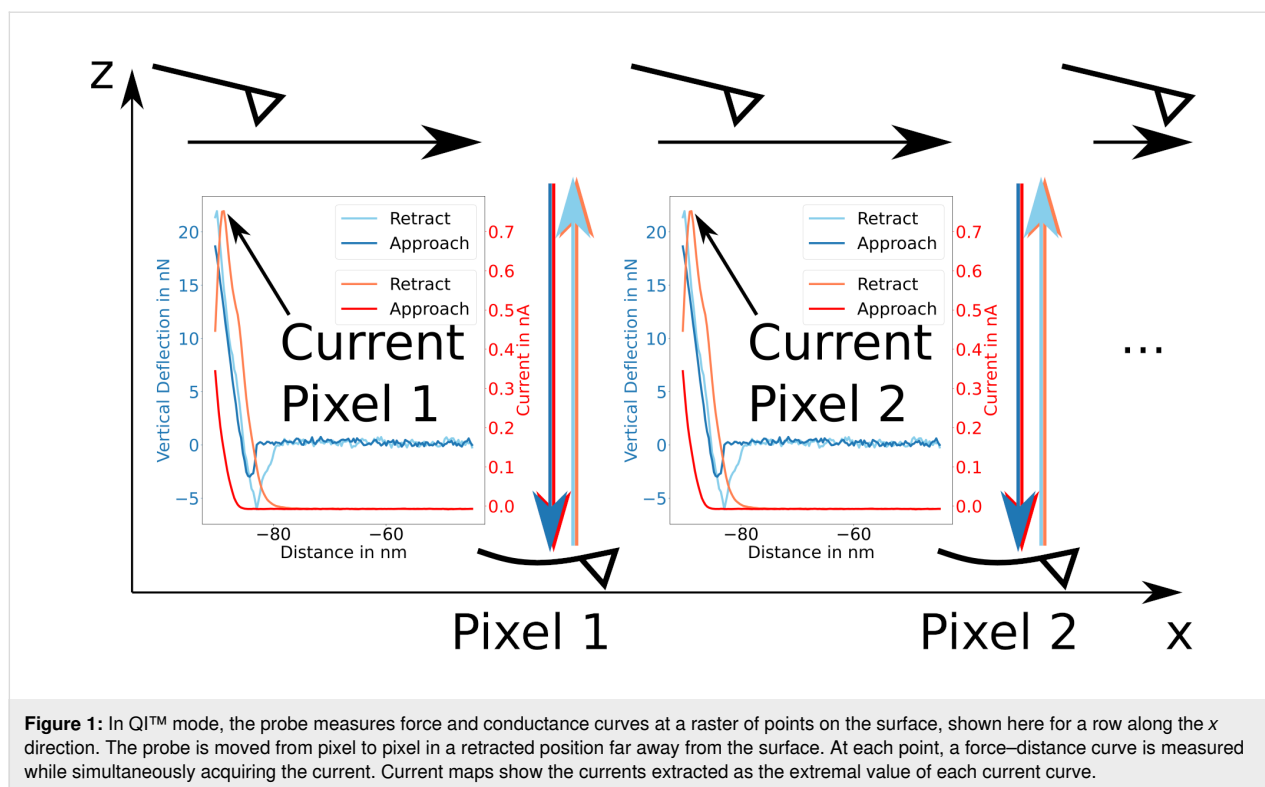 Z
Retract
Approach
Retract
Approach
Current
Pixel 1
Vertical Deflection in nN
20
15
10
5
0
−5
0.7
0.6
0.5
0.4
0.3
0.2
0.1
0.0
Current in nA
−80
−60
Distance in nm
Retract
Approach
Retract
Approach
Current
Pixel 2
Vertical Deflection in nN
20
15
10
5
0
−5
0.7
0.6
0.5
0.4
0.3
0.2
0.1
0.0
Current in nA
−80
−60
Distance in nm
...
Pixel 1
Pixel 2
x
Figure 1: In QI™ mode, the probe measures force and conductance curves at a raster of points on the surface, shown here for a row along the x
direction. The probe is moved from pixel to pixel in a retracted position far away from the surface. At each point, a force–distance curve is measured
while simultaneously acquiring the current. Current maps show the currents extracted as the extremal value of each current curve.